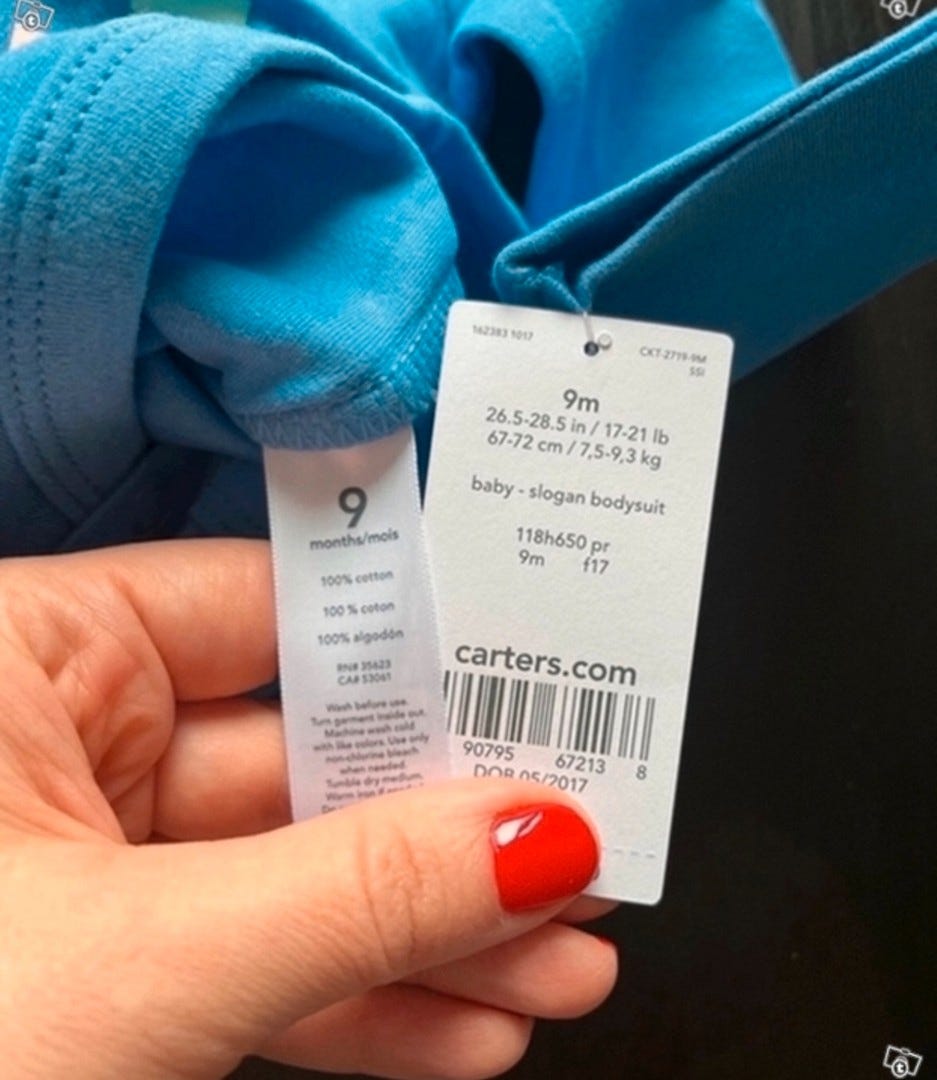 162383 1017
CKT-2719-9M
SSI
9m
26.5-28.5 in / 17-21 lb
67-72 cm / 7,5-9,3 kg
baby - slogan bodysuit
118h650 pr
9m f17
carters.com
90795 67213 8
DOB 05/2017
9
months/mois
100% cotton
100 % coton
100% algodón
RN# 35623
CA# 53061
Wash before use.
Turn garment inside out.
Machine wash cold
with like colors. Use only
non-chlorine bleach
when needed.
Tumble dry medium.
Warm iron if